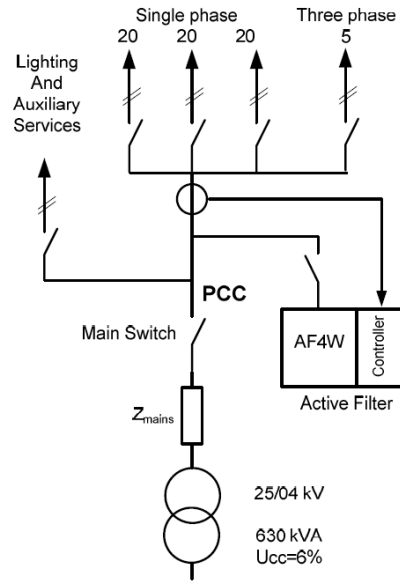 Single phase
Three phase
20
20
20
5
Lighting
And
Auxiliary
Services
PCC
Main Switch
AF4W
Controller
Active Filter
Zmains
25/04 kV
630 kVA
Ucc=6%